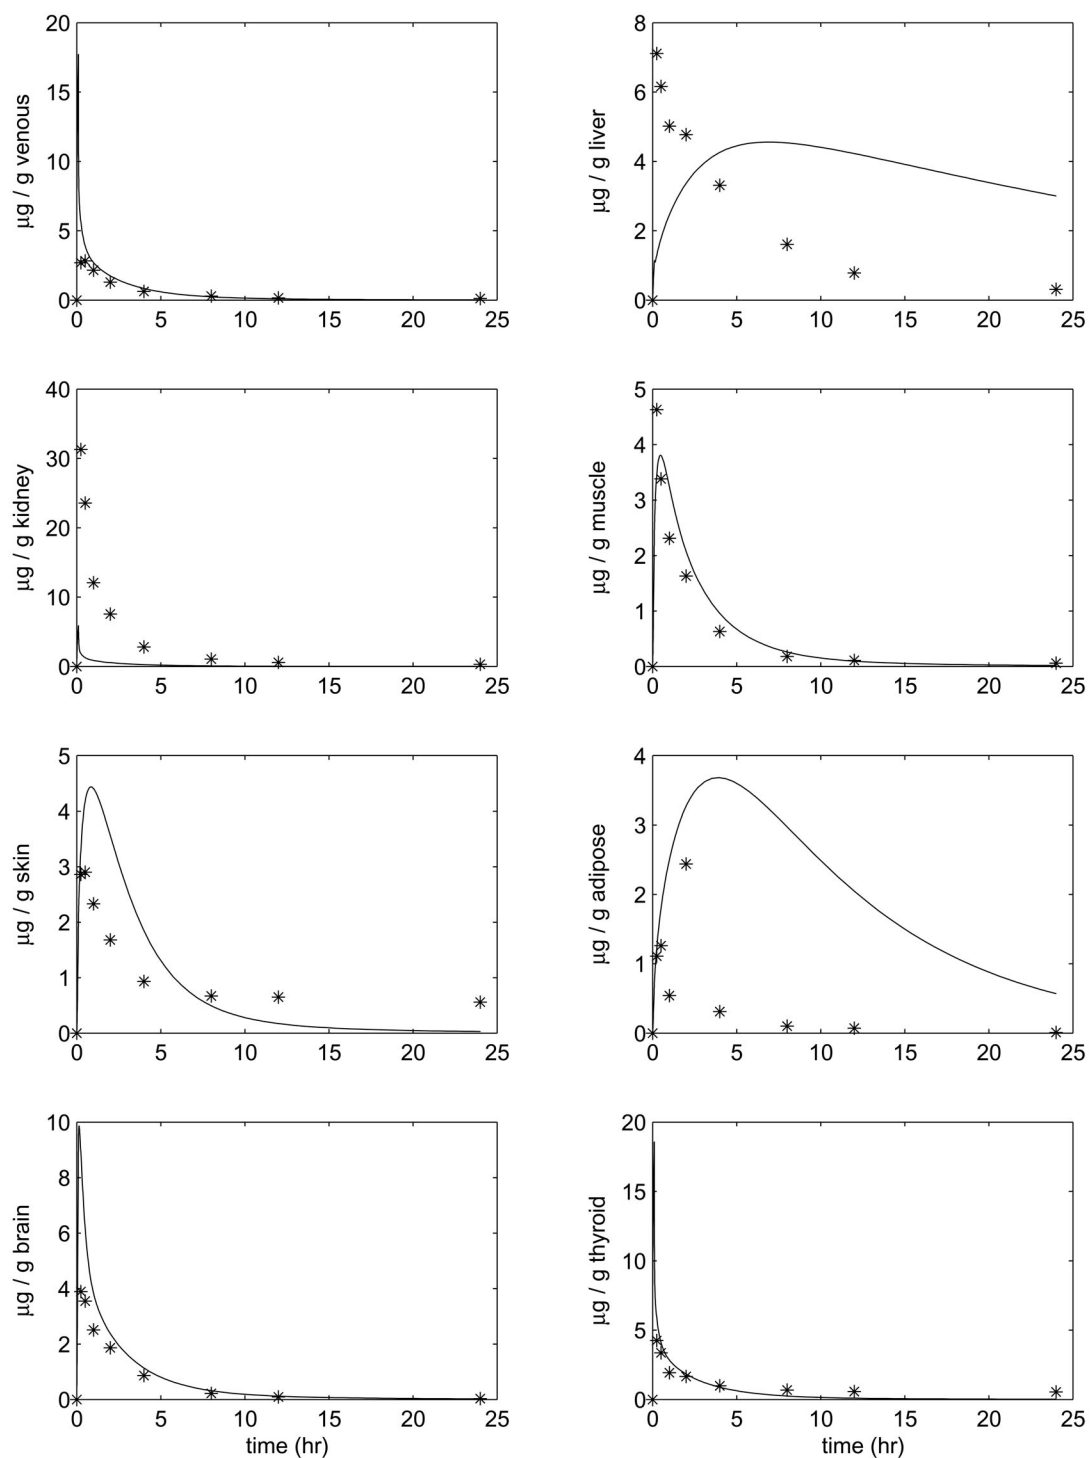 20
15
10
5
0
0 5 10 15 20 25
µg / g venous
8
6
4
2
0
0 5 10 15 20 25
µg / g liver
40
30
20
10
0
0 5 10 15 20 25
µg / g kidney
5
4
3
2
1
0
0 5 10 15 20 25
µg / g muscle
5
4
3
2
1
0
0 5 10 15 20 25
µg / g skin
4
3
2
1
0
0 5 10 15 20 25
µg / g adipose
10
8
6
4
2
0
0 5 10 15 20 25
µg / g brain
time (hr)
20
15
10
5
0
0 5 10 15 20 25
µg / g thyroid
time (hr)